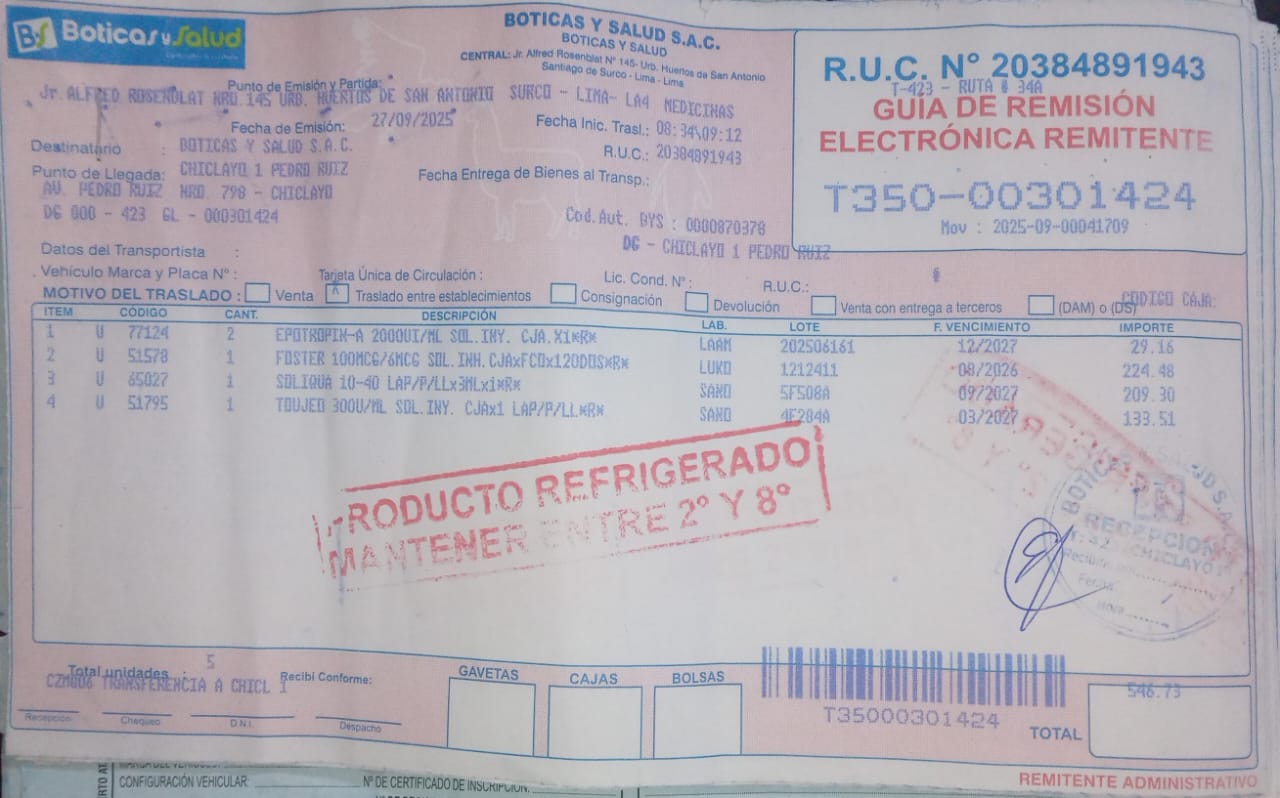 BS Boticas y Salud
BOTICAS Y SALUD S.A.C.
BOTICAS Y SALUD
CENTRAL: Jr. Alfred Rosenblat N° 145- Urb. Huertos de San Antonio
Santiago de Surco - Lima - Lima
R.U.C. N° 20384891943
T-423 - RUTA # 34A
GUÍA DE REMISIÓN
ELECTRÓNICA REMITENTE
T350-00301424
Mov : 2025-09-00041709
Punto de Emisión y Partida:
Jr.ALFRED ROSENBLAT NRO.145 URB. HUERTOS DE SAN ANTONIO SURCO - LIMA- LA4 MEDICINAS
Fecha de Emisión: 27/09/2025 Fecha Inic. Trasl.: 08:34\09:12
Destinatario : BOTICAS Y SALUD S.A.C. R.U.C.: 20384891943
Punto de Llegada: CHICLAYO 1 PEDRO RUIZ Fecha Entrega de Bienes al Transp.:
AV. PEDRO RUIZ NRO. 798 - CHICLAYO
DG 000 - 423 GL - 000301424 Cod.Aut. BYS : 0000870378
DG - CHICLAYO 1 PEDRO RUIZ
Datos del Transportista :
Vehículo Marca y Placa N° : Tarjeta Única de Circulación : Lic. Cond. N° : R.U.C.:
MOTIVO DEL TRASLADO : Venta X Traslado entre establecimientos Consignación Devolución Venta con entrega a terceros (DAM) o (DS) CODIGO CAJA:
ITEM CÓDIGO CANT. DESCRIPCIÓN LAB. LOTE F. VENCIMIENTO IMPORTE
1 U 77124 2 EPOTROPIN-A 2000UI/ML SOL.INY. CJA.X1*R* LAAM 202506161 12/2027 29.16
2 U 51578 1 FOSTER 100MCG/6MCG SOL.INH.CJAxFCOx120DOS*R* LUKO 1212411 08/2026 224.48
3 U 65027 1 SOLIQUA 10-40 LAP/P/LLx3MLx1*R* SANO 5F508A 09/2027 209.30
4 U 51795 1 TOUJEO 300U/ML SOL.INY. CJAx1 LAP/P/LL*R* SANO 4F284A 03/2027 133.51
PRODUCTO REFRIGERADO
MANTENER ENTRE 2° Y 8°
BOTICAS Y SALUD S.A.C.
RECEPCION
CHICLAYO 1
Fecha
Hora
Total unidades : 5 Recibí Conforme:
CZM006 TRANSFERENCIA A CHICL 1
Recepción Chequeo D.N.I. Despacho
GAVETAS CAJAS BOLSAS
T35000301424
TOTAL 546.73
REMITENTE ADMINISTRATIVO
CONFIGURACIÓN VEHICULAR: N° DE CERTIFICADO DE INSCRIPCIÓN: